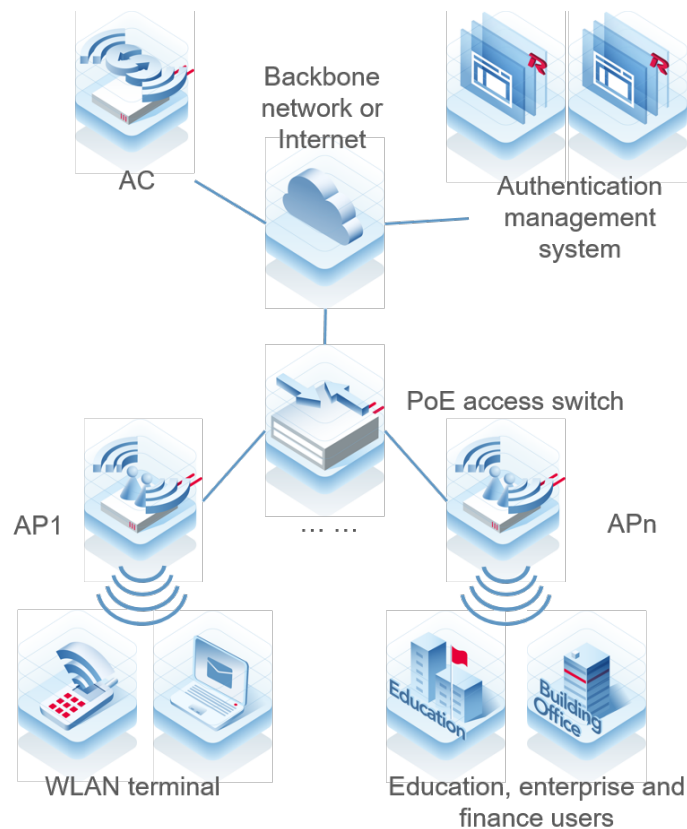 Backbone
network or
Internet
AC
Authentication
management
system
PoE access switch
AP1
... ...
APn
Education
Building
Office
WLAN terminal
Education, enterprise and
finance users